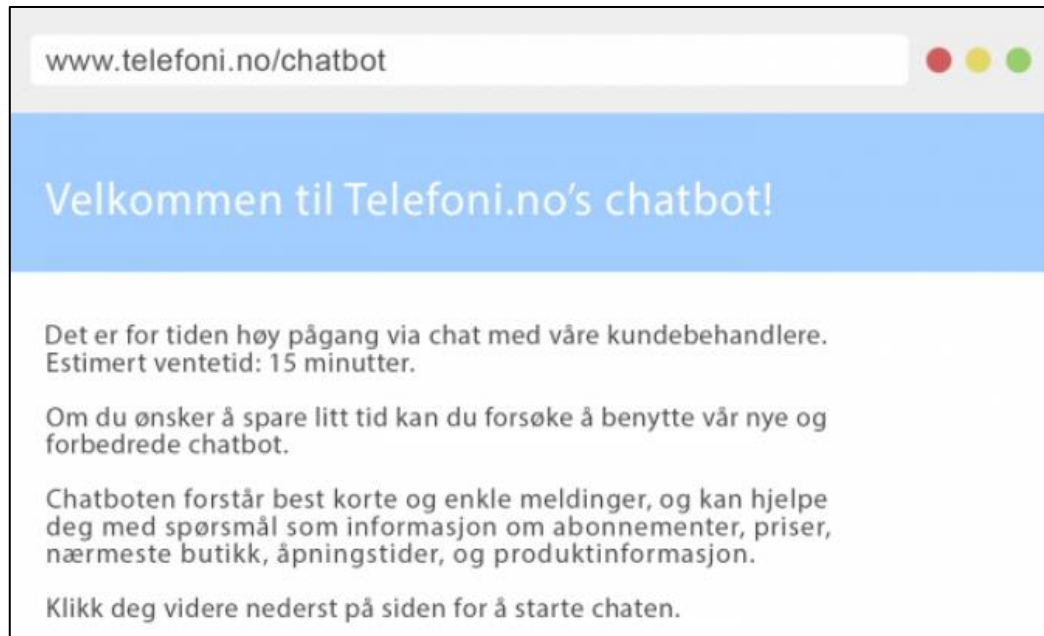 www.telefoni.no/chatbot
Velkommen til Telefoni.no’s chatbot!
Det er for tiden høy pågang via chat med våre kundebehandlere.
Estimert ventetid: 15 minutter.
Om du ønsker å spare litt tid kan du forsøke å benytte vår nye og
forbedrede chatbot.
Chatboten forstår best korte og enkle meldinger, og kan hjelpe
deg med spørsmål som informasjon om abonnementer, priser,
nærmeste butikk, åpningstider, og produktinformasjon.
Klikk deg videre nederst på siden for å starte chaten.